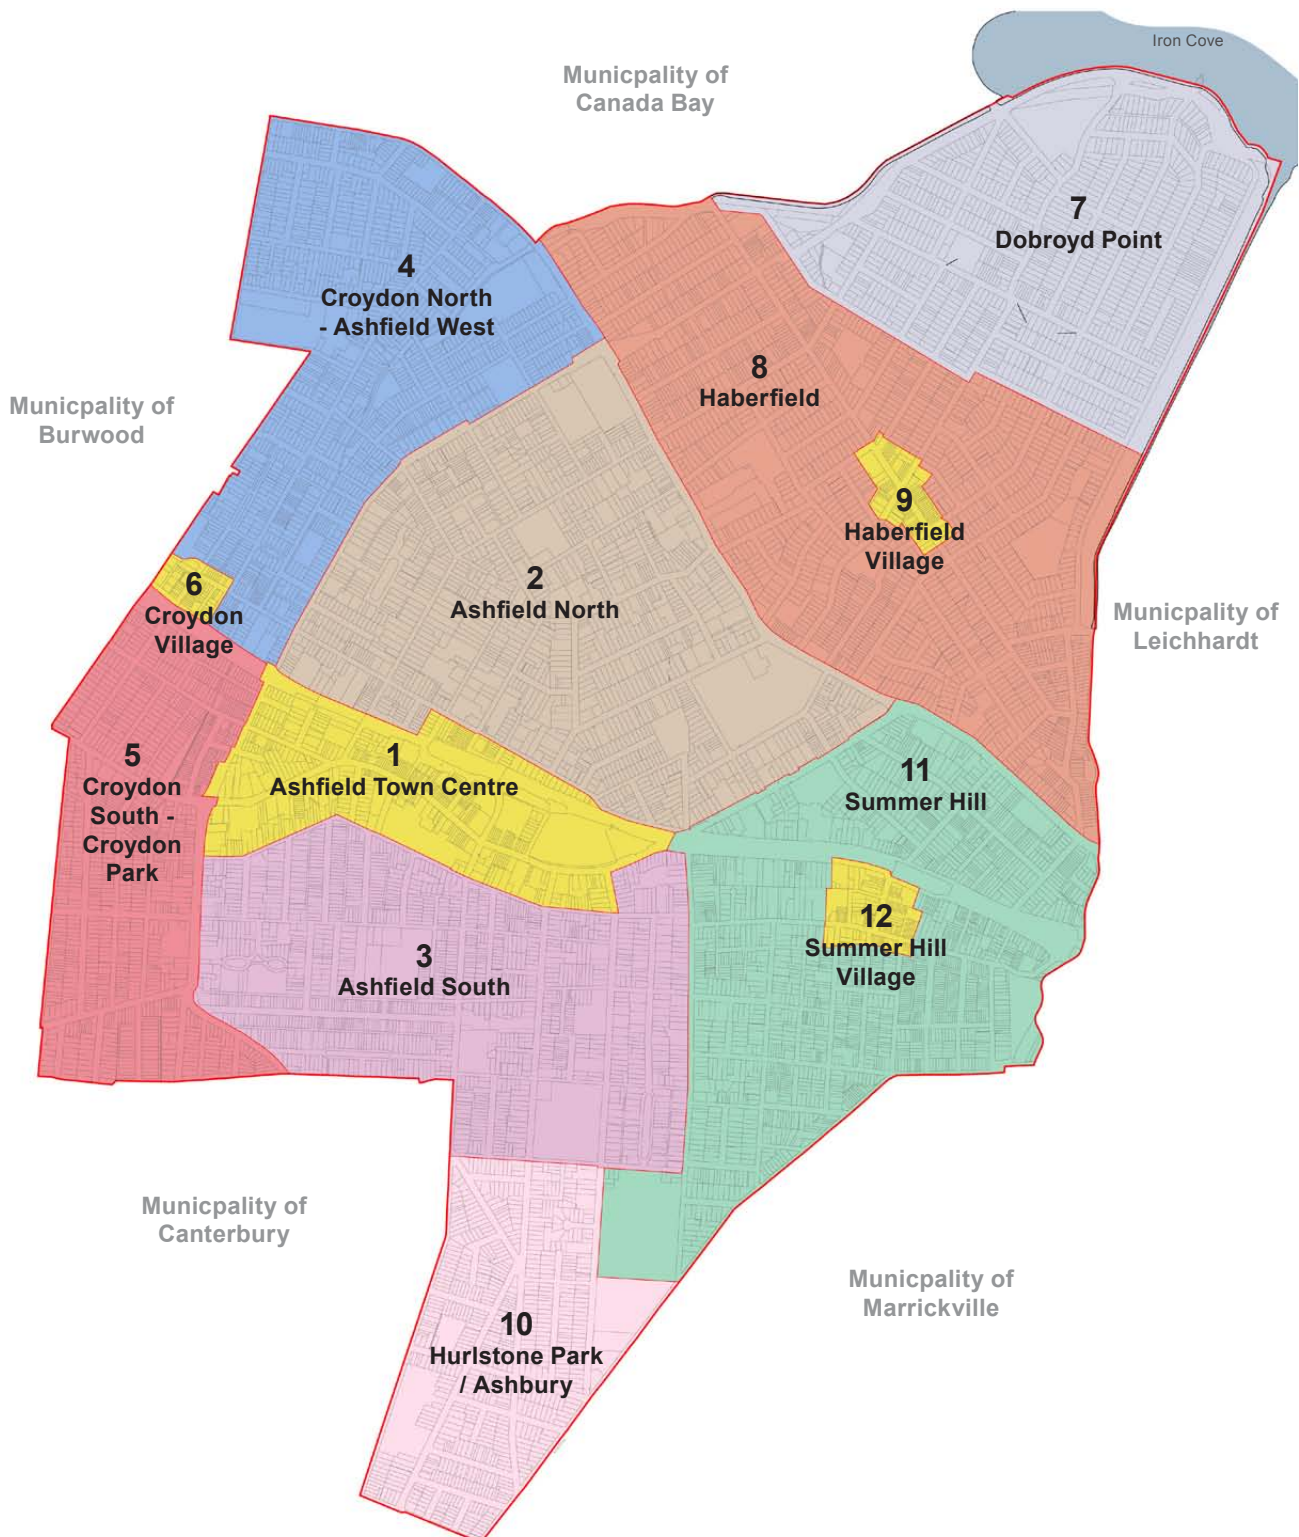 Iron Cove
Municpality of
Canada Bay
7
Dobroyd Point
4
Croydon North
- Ashfield West
8
Haberfield
Municpality of
Burwood
9
Haberfield
Village
2
Ashfield North
6
Croydon
Village
Municpality of
Leichhardt
5
Croydon
South -
Croydon
Park
1
Ashfield Town Centre
11
Summer Hill
12
Summer Hill
Village
3
Ashfield South
Municpality of
Canterbury
Municpality of
Marrickville
10
Hurlstone Park
/ Ashbury